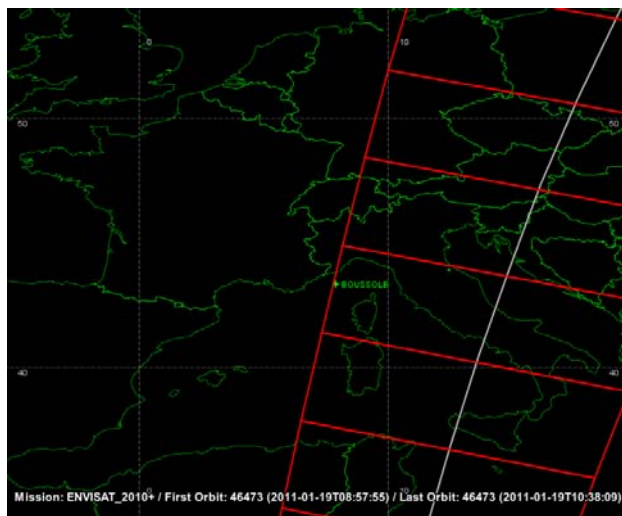 0 10
50 50
BOUSSOLE
40 40
0 10
Mission: ENVISAT_2010+ / First Orbit: 46473 (2011-01-19T08:57:55) / Last Orbit: 46473 (2011-01-19T10:38:09)